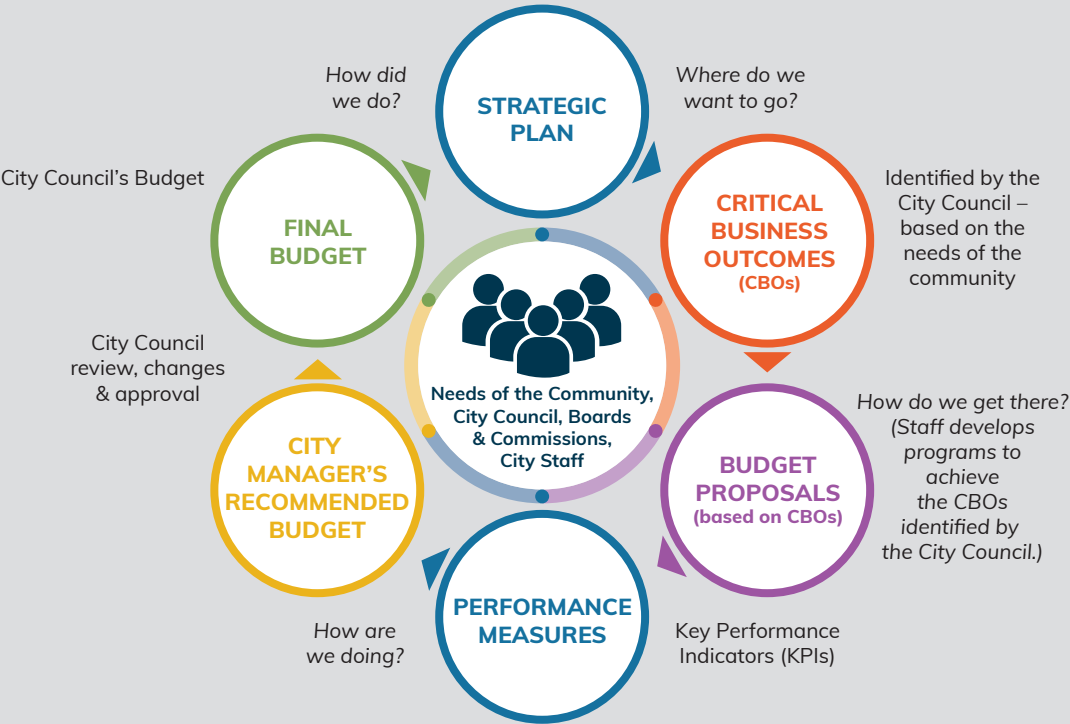 How did
we do?
STRATEGIC
PLAN
Where do we
want to go?
City Council’s Budget
FINAL
BUDGET
CRITICAL
BUSINESS
OUTCOMES
(CBOs)
Identified by the
City Council –
based on the
needs of the
community
Needs of the Community,
City Council, Boards
& Commissions,
City Staff
City Council
review, changes
& approval
CITY
MANAGER’S
RECOMMENDED
BUDGET
BUDGET
PROPOSALS
(based on CBOs)
How do we get there?
(Staff develops
programs to
achieve
the CBOs
identified by
the City Council.)
How are
we doing?
PERFORMANCE
MEASURES
Key Performance
Indicators (KPIs)